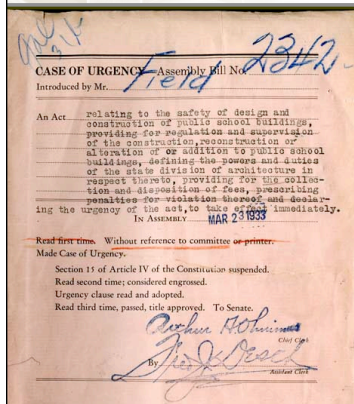 CASE OF URGENCY—Assembly Bill No. 2342
Introduced by Mr. Field
An Act relating to the safety of design and
construction of public school buildings,
providing for regulation and supervision
of the construction, reconstruction or
alteration of or addition to public school
buildings, defining the powers and duties
of the state division of architecture in
respect thereto, providing for the collec-
tion and disposition of fees, prescribing
penalties for violation thereof and declar-
ing the urgency of the act, to take effect immediately.
IN ASSEMBLY MAR 23 1933
Read first time. Without reference to committee or printer.
Made Case of Urgency.
Section 15 of Article IV of the Constitution suspended.
Read second time; considered engrossed.
Urgency clause read and adopted.
Read third time, passed, title approved. To Senate.
Chief Clerk
By
Assistant Clerk